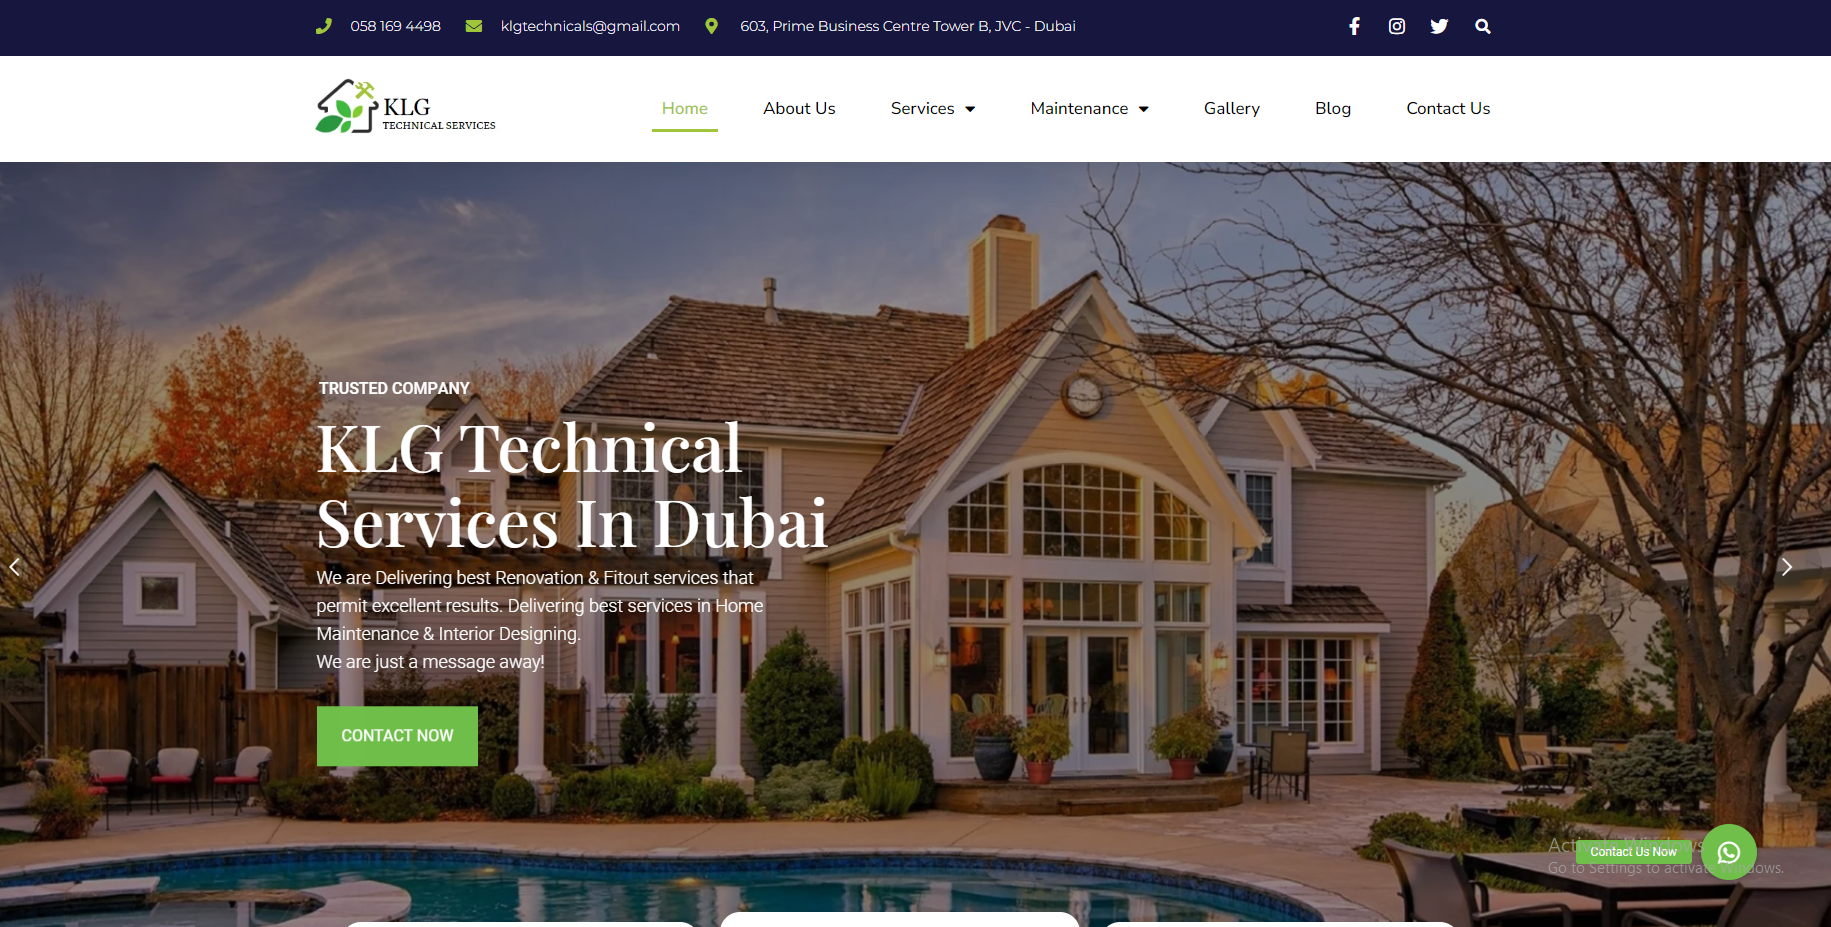 058 169 4498
klgtechnicals@gmail.com
603, Prime Business Centre Tower B, JVC - Dubai
KLG
TECHNICAL SERVICES
Home
About Us
Services
Maintenance
Gallery
Blog
Contact Us
TRUSTED COMPANY
KLG Technical
Services In Dubai
We are Delivering best Renovation & Fitout services that
permit excellent results. Delivering best services in Home
Maintenance & Interior Designing.
We are just a message away!
CONTACT NOW
Activate Windows
Contact Us Now
Go to Settings to activate Windows.